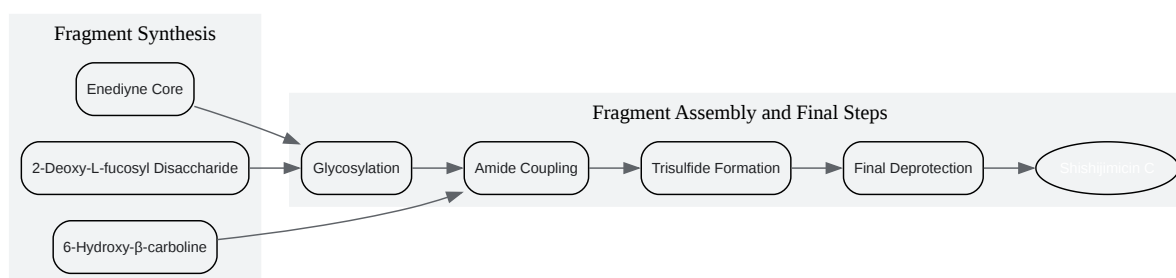 Fragment Synthesis
Enediyne Core
2-Deoxy-L-fucosyl Disaccharide
6-Hydroxy-β-carboline
Fragment Assembly and Final Steps
Glycosylation
Amide Coupling
Trisulfide Formation
Final Deprotection
Shishijimicin C